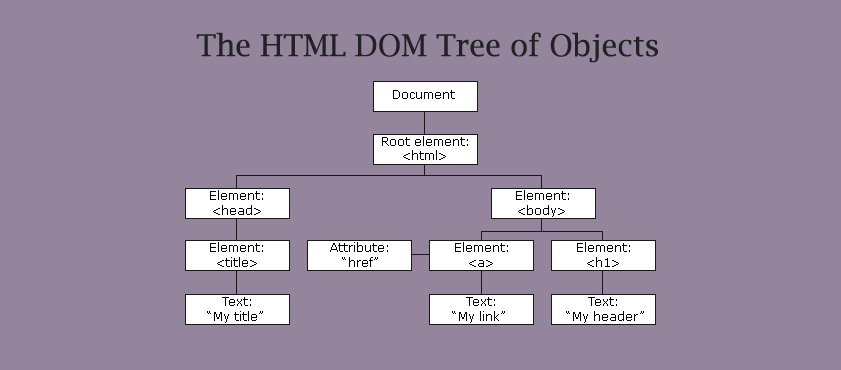 The HTML DOM Tree of Objects
Document
Root element:
<html>
Element:
<head>
Element:
<body>
Element:
<title>
Attribute:
“href”
Element:
<a>
Element:
<h1>
Text:
“My title”
Text:
“My link”
Text:
“My header”